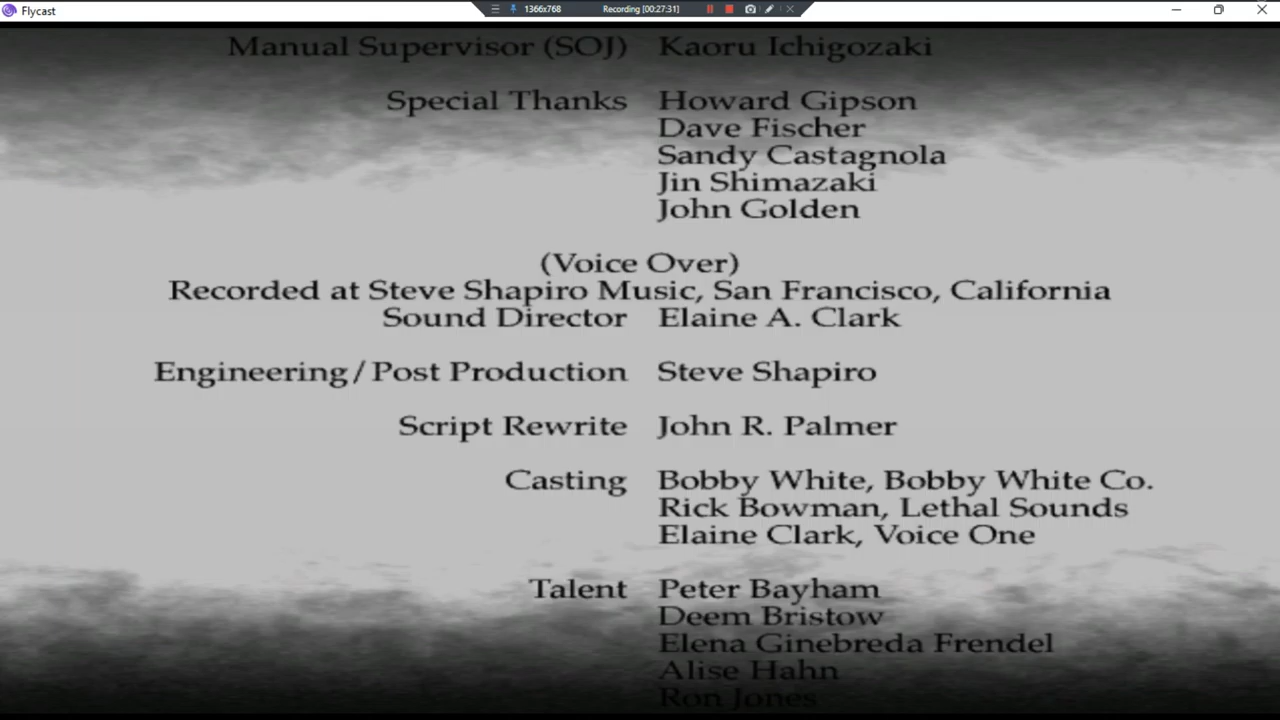 Flycast
1366x768
Recording [00:27:31]
Manual Supervisor (SOJ) Kaoru Ichigozaki
Special Thanks Howard Gipson
Dave Fischer
Sandy Castagnola
Jin Shimazaki
John Golden
(Voice Over)
Recorded at Steve Shapiro Music, San Francisco, California
Sound Director Elaine A. Clark
Engineering/Post Production Steve Shapiro
Script Rewrite John R. Palmer
Casting Bobby White, Bobby White Co.
Rick Bowman, Lethal Sounds
Elaine Clark, Voice One
Talent Peter Bayham
Deem Bristow
Elena Ginebreda Frendel
Alise Hahn
Ron Jones